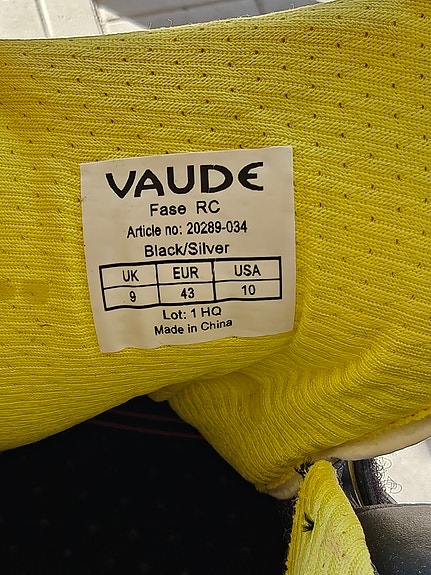 VAUDE
Fase RC
Article no: 20289-034
Black/Silver
UK EUR USA
9 43 10
Lot: 1 HQ
Made in China